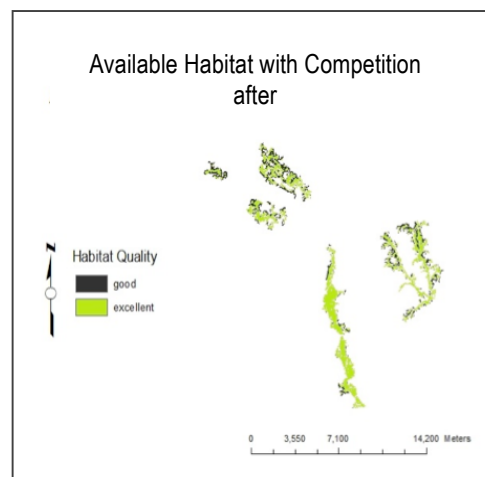 Available Habitat with Competition
after
N
Habitat Quality
good
excellent
0 3,550 7,100 14,200 Meters